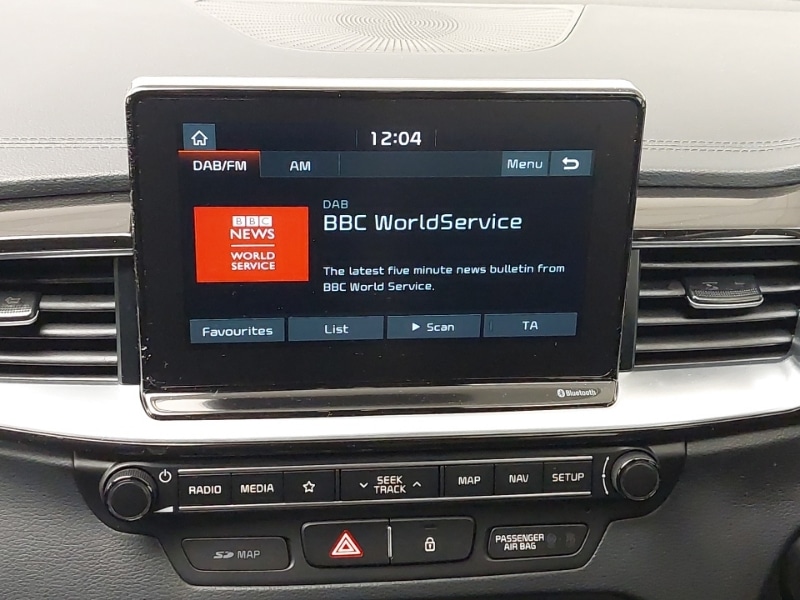 12:04
DAB/FM AM Menu
DAB
BBC WorldService
BBC
NEWS
WORLD
SERVICE
The latest five minute news bulletin from
BBC World Service.
Favourites List Scan TA
Bluetooth
RADIO MEDIA SEEK TRACK MAP NAV SETUP
SD MAP
PASSENGER
AIR BAG